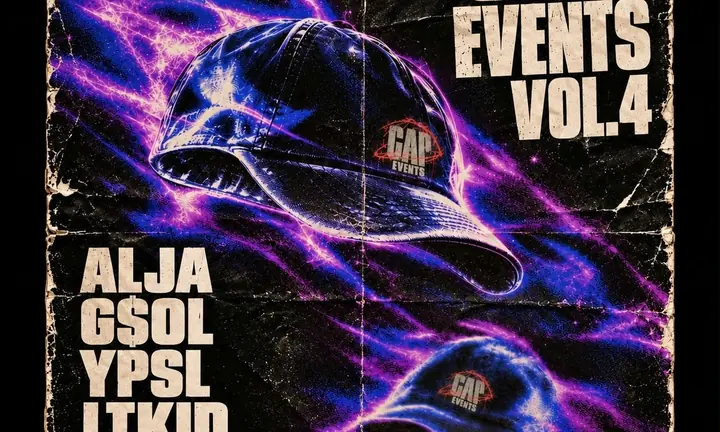 EVENTS
VOL.4
CAP
EVENTS
ALJA
G$OL
YPSL
CAP
EVENTS